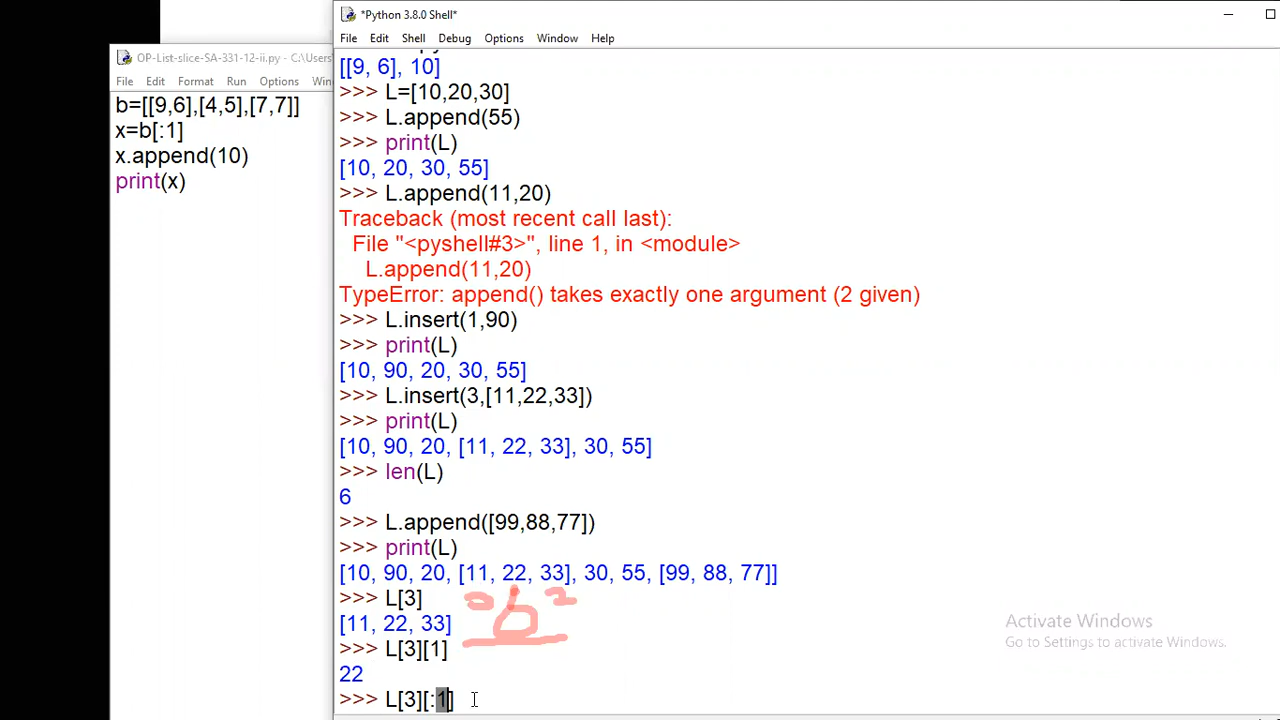 *Python 3.8.0 Shell*
File Edit Shell Debug Options Window Help
OP-List-slice-SA-331-12-ii.py - C:\Users
File Edit Format Run Options Win
b=[[9,6],[4,5],[7,7]]
x=b[:1]
x.append(10)
print(x)
[[9, 6], 10]
>>> L=[10,20,30]
>>> L.append(55)
>>> print(L)
[10, 20, 30, 55]
>>> L.append(11,20)
Traceback (most recent call last):
File "<pyshell#3>", line 1, in <module>
L.append(11,20)
TypeError: append() takes exactly one argument (2 given)
>>> L.insert(1,90)
>>> print(L)
[10, 90, 20, 30, 55]
>>> L.insert(3,[11,22,33])
>>> print(L)
[10, 90, 20, [11, 22, 33], 30, 55]
>>> len(L)
6
>>> L.append([99,88,77])
>>> print(L)
[10, 90, 20, [11, 22, 33], 30, 55, [99, 88, 77]]
>>> L[3]
[11, 22, 33]
>>> L[3][1]
22
>>> L[3][:1]
Activate Windows
Go to Settings to activate Windows.